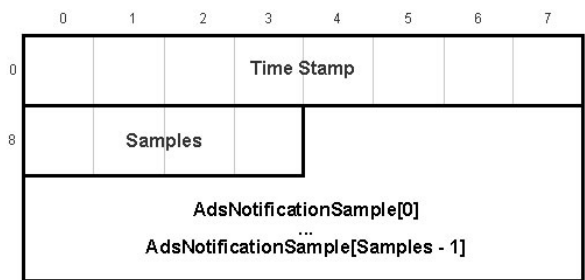 0 1 2 3 4 5 6 7
0 Time Stamp
8 Samples
AdsNotificationSample[0]
...
AdsNotificationSample[Samples - 1]